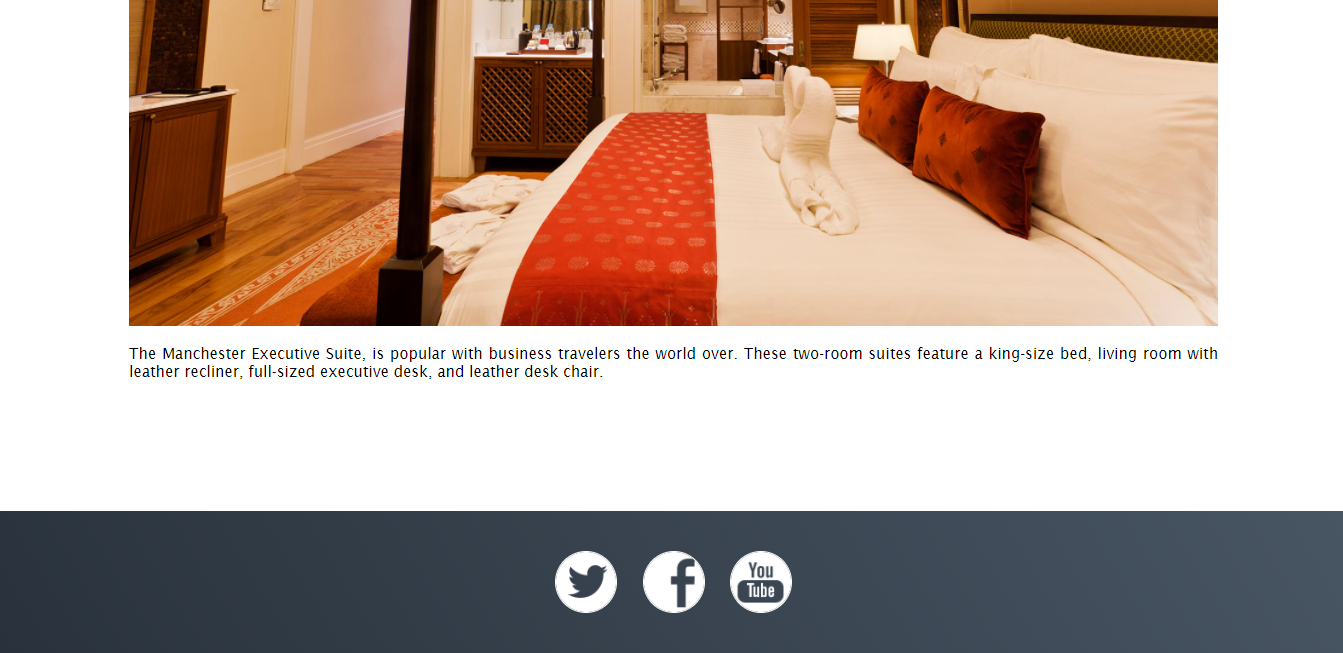 The Manchester Executive Suite, is popular with business travelers the world over. These two-room suites feature a king-size bed, living room with
leather recliner, full-sized executive desk, and leather desk chair.
You
Tube